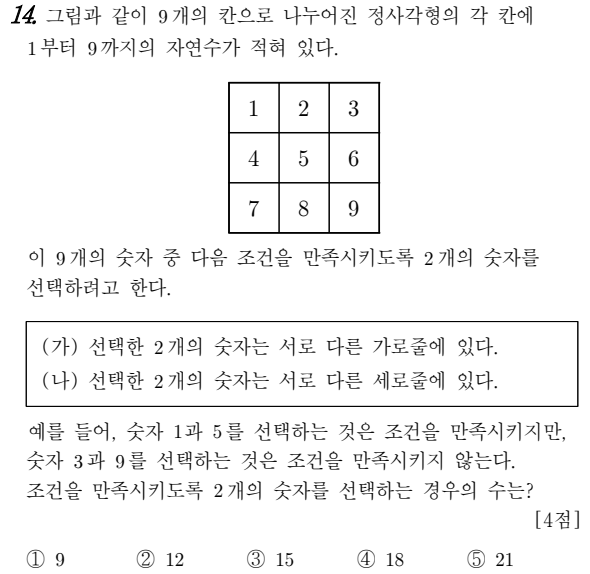 14. 그림과 같이 9개의 칸으로 나누어진 정사각형의 각 칸에
1부터 9까지의 자연수가 적혀 있다.
1 2 3
4 5 6
7 8 9
이 9개의 숫자 중 다음 조건을 만족시키도록 2개의 숫자를
선택하려고 한다.
(가) 선택한 2개의 숫자는 서로 다른 가로줄에 있다.
(나) 선택한 2개의 숫자는 서로 다른 세로줄에 있다.
예를 들어, 숫자 1과 5를 선택하는 것은 조건을 만족시키지만,
숫자 3과 9를 선택하는 것은 조건을 만족시키지 않는다.
조건을 만족시키도록 2개의 숫자를 선택하는 경우의 수는?
[4점]
① 9 ② 12 ③ 15 ④ 18 ⑤ 21